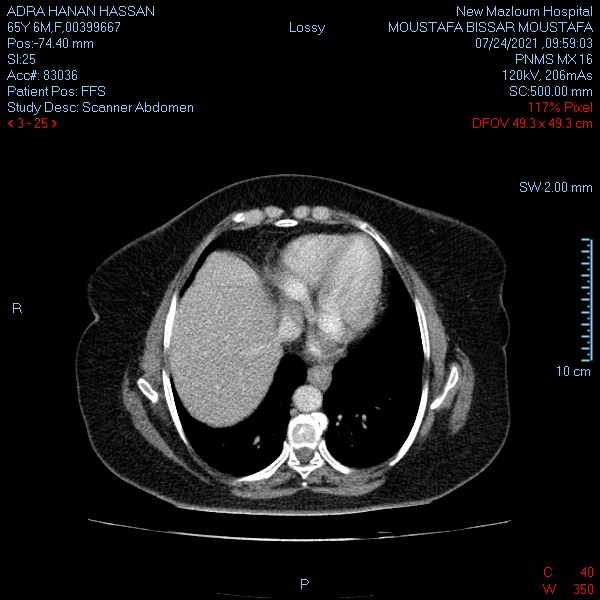 ADRA HANAN HASSAN
65Y 6M,F,00399667
Pos:-74.40 mm
SI:25
Acc#: 83036
Patient Pos: FFS
Study Desc: Scanner Abdomen
< 3 - 25 >
Lossy
New Mazloum Hospital
MOUSTAFA BISSAR MOUSTAFA
07/24/2021 ,09:59:03
PNMS MX 16
120kV, 206mAs
SC:500.00 mm
117% Pixel
DFOV 49.3 x 49.3 cm
SW 2.00 mm
R
10 cm
P
C 40
W 350